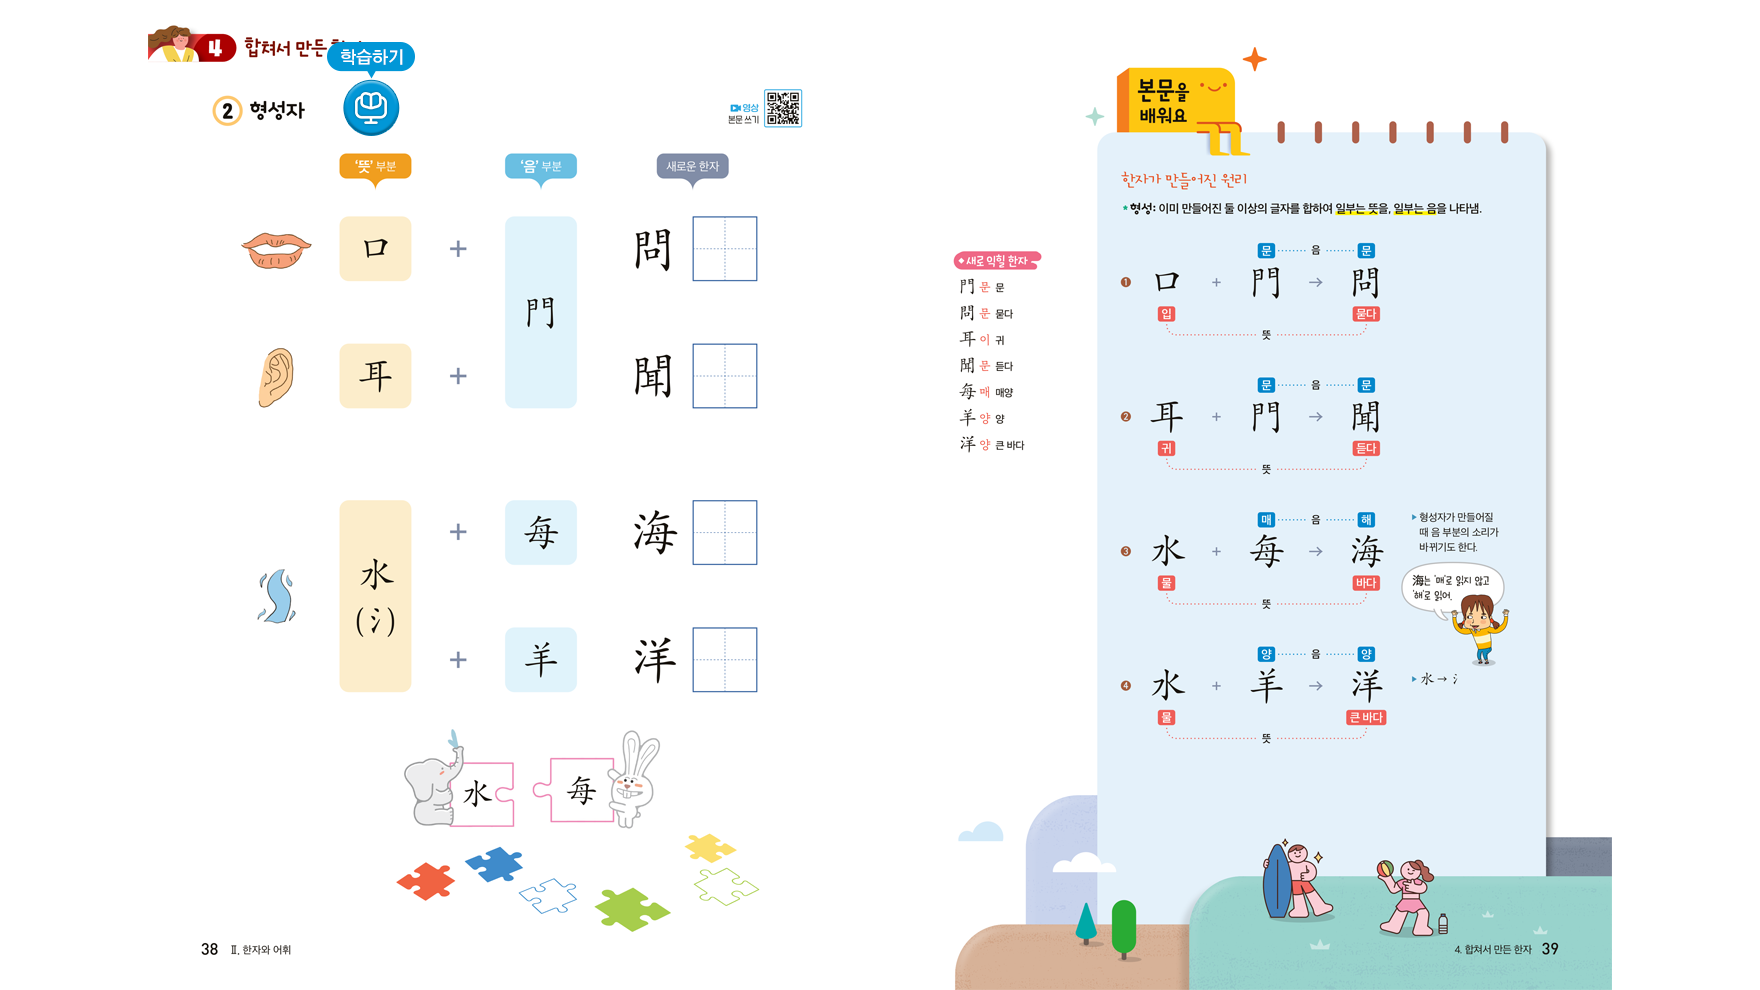 4 합쳐서 만든
학습하기
2 형성자
영상
본문 쓰기
'뜻' 부분
'음' 부분
새로운 한자
口 + 門 問
耳 + 聞
水
(氵)
+ 每 海
+ 羊 洋
水 每
38 Ⅱ. 한자와 어휘
본문을
배워요
한자가 만들어진 원리
* 형성: 이미 만들어진 둘 이상의 글자를 합하여 일부는 뜻을, 일부는 음을 나타냄.
새로 익힐 한자
門 문 문
問 문 묻다
耳 이 귀
聞 문 듣다
每 매 매양
羊 양 양
洋 양 큰 바다
문 음 문
1 口 + 門 → 問
입 묻다
뜻
문 음 문
2 耳 + 門 → 聞
귀 듣다
뜻
매 음 해
3 水 + 每 → 海
물 바다
뜻
▶ 형성자가 만들어질
때 음 부분의 소리가
바뀌기도 한다.
海는 '매'로 읽지 않고
'해'로 읽어.
양 음 양
4 水 + 羊 → 洋
물 큰 바다
뜻
▶ 水 → 氵
4. 합쳐서 만든 한자 39